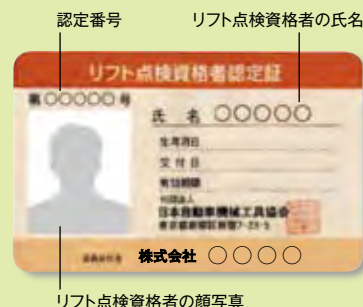 認定番号
リフト点検資格者の氏名
リフト点検資格者認定証
第○○○○○号
氏 名 ○○○○○
生年月日
交 付 日
有効期限
社団法人
日本自動車機械工具協会
株式会社 ○○○○
リフト点検資格者の顔写真